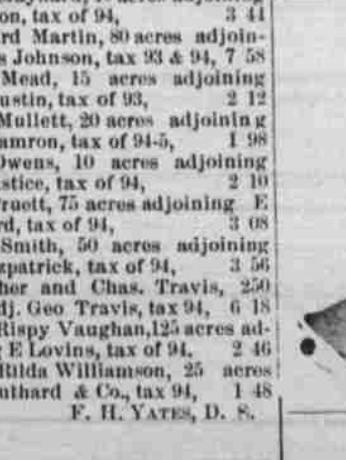 on, tax of 94, 3 44
rd Martin, 80 acres adjoin-
s Johnson, tax 93 & 94, 7 58
Mead, 15 acres adjoining
ustin, tax of 93, 2 12
Mullett, 20 acres adjoining
amron, tax of 94-5, 1 98
Owens, 10 acres adjoining
stice, tax of 94, 2 10
ruett, 75 acres adjoining E
rd, tax of 94, 3 08
Smith, 50 acres adjoining
zpatrick, tax of 94, 3 56
her and Chas. Travis, 250
dj. Geo Travis, tax 94, 6 18
Rispy Vaughan, 125 acres ad-
g E Lovins, tax of 94. 2 46
Rilda Williamson, 25 acres
uthard & Co., tax 94, 1 48
F. H. YATES, D. S.